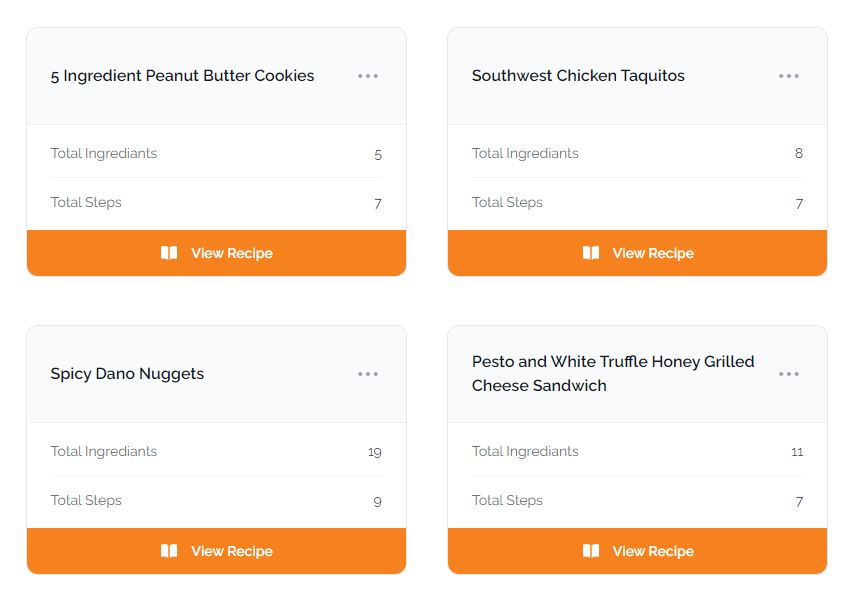 5 Ingredient Peanut Butter Cookies
Total Ingrediants 5
Total Steps 7
View Recipe
Southwest Chicken Taquitos
Total Ingrediants 8
Total Steps 7
View Recipe
Spicy Dano Nuggets
Total Ingrediants 19
Total Steps 9
View Recipe
Pesto and White Truffle Honey Grilled
Cheese Sandwich
Total Ingrediants 11
Total Steps 7
View Recipe